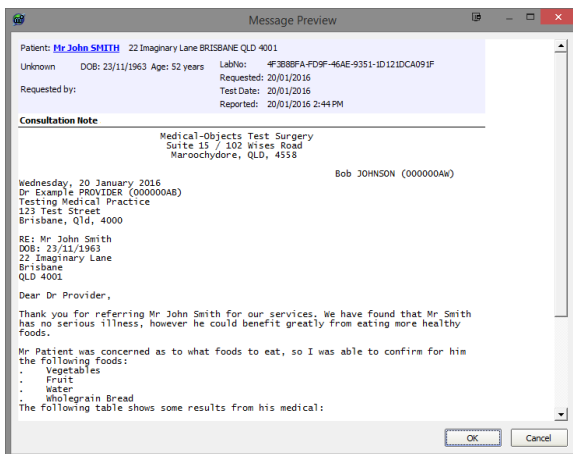 Message Preview
Patient: Mr John SMITH 22 Imaginary Lane BRISBANE QLD 4001
Unknown DOB: 23/11/1963 Age: 52 years LabNo: 4F3B8BFA-FD9F-46AE-9351-1D121DCA091F
Requested: 20/01/2016
Requested by: Test Date: 20/01/2016
Reported: 20/01/2016 2:44 PM
Consultation Note
Medical-Objects Test Surgery
Suite 15 / 102 Wises Road
Maroochydore, QLD, 4558
Bob JOHNSON (000000AW)
Wednesday, 20 January 2016
Dr Example PROVIDER (000000AB)
Testing Medical Practice
123 Test Street
Brisbane, Qld, 4000
RE: Mr John Smith
DOB: 23/11/1963
22 Imaginary Lane
Brisbane
QLD 4001
Dear Dr Provider,
Thank you for referring Mr John Smith for our services. We have found that Mr Smith
has no serious illness, however he could benefit greatly from eating more healthy
foods.
Mr Patient was concerned as to what foods to eat, so I was able to confirm for him
the following foods:
. Vegetables
. Fruit
. Water
. Wholegrain Bread
The following table shows some results from his medical:
OK Cancel